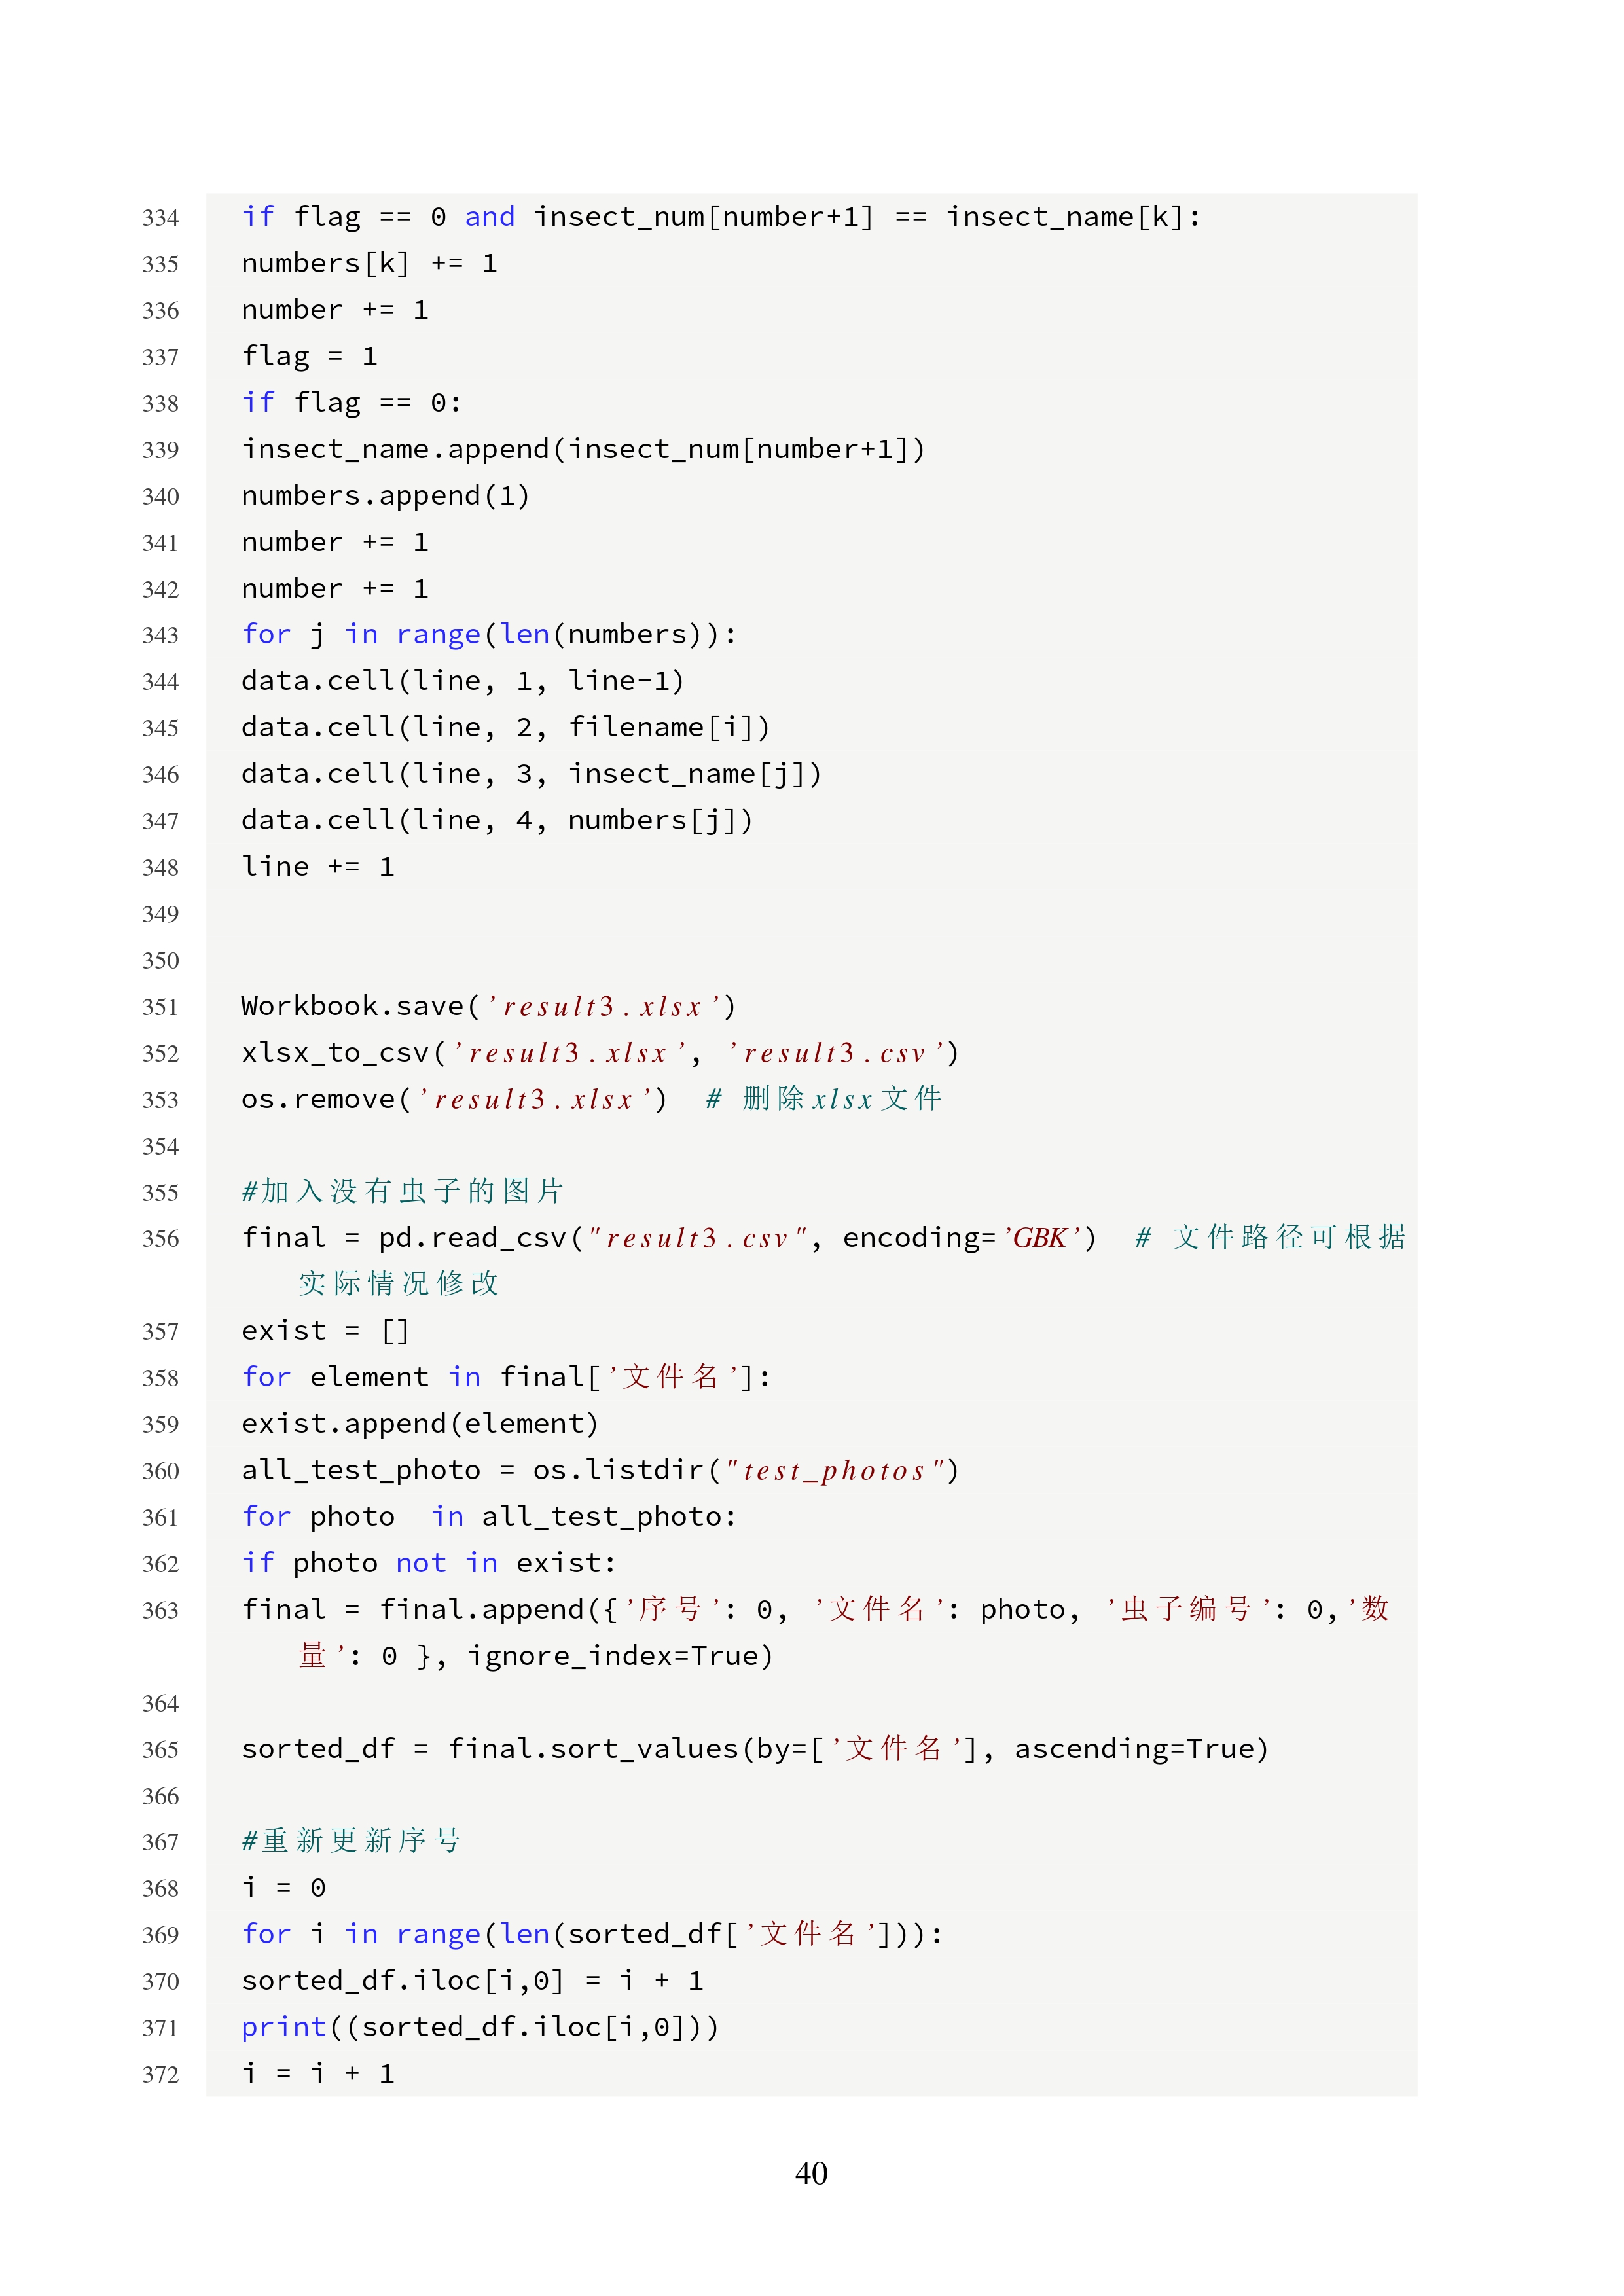 334 if flag == 0 and insect_num[number+1] == insect_name[k]:
335 numbers[k] += 1
336 number += 1
337 flag = 1
338 if flag == 0:
339 insect_name.append(insect_num[number+1])
340 numbers.append(1)
341 number += 1
342 number += 1
343 for j in range(len(numbers)):
344 data.cell(line, 1, line-1)
345 data.cell(line, 2, filename[i])
346 data.cell(line, 3, insect_name[j])
347 data.cell(line, 4, numbers[j])
348 line += 1
349
350
351 Workbook.save('result3.xlsx')
352 xlsx_to_csv('result3.xlsx', 'result3.csv')
353 os.remove('result3.xlsx')  # 删除xlsx文件
354
355 #加入没有虫子的图片
356 final = pd.read_csv("result3.csv", encoding='GBK')  # 文件路径可根据
实际情况修改
357 exist = []
358 for element in final['文件名']:
359 exist.append(element)
360 all_test_photo = os.listdir("test_photos")
361 for photo  in all_test_photo:
362 if photo not in exist:
363 final = final.append({'序号': 0, '文件名': photo, '虫子编号': 0,'数
量': 0 }, ignore_index=True)
364
365 sorted_df = final.sort_values(by=['文件名'], ascending=True)
366
367 #重新更新序号
368 i = 0
369 for i in range(len(sorted_df['文件名'])):
370 sorted_df.iloc[i,0] = i + 1
371 print((sorted_df.iloc[i,0]))
372 i = i + 1
40